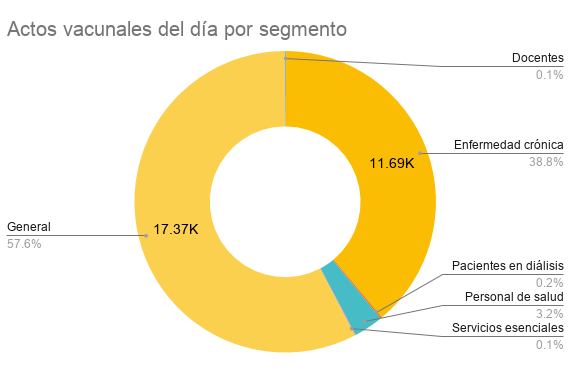 Actos vacunales del día por segmento
Docentes
0.1%
Enfermedad crónica
38.8%
11.69K
General
57.6%
17.37K
Pacientes en diálisis
0.2%
Personal de salud
3.2%
Servicios esenciales
0.1%